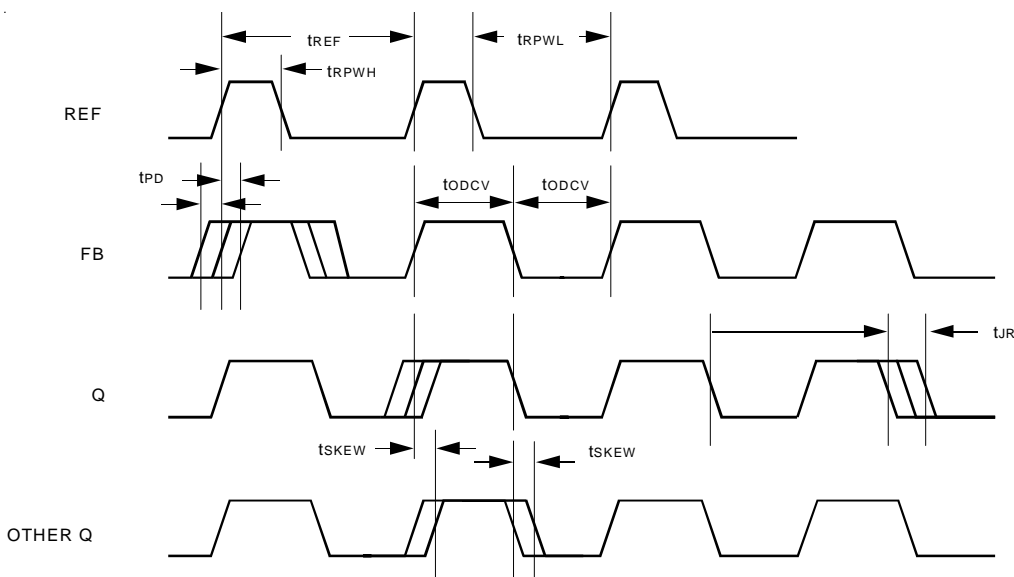 tREF
tRPWL
tRPWH
REF
tPD
tODCV tODCV
FB
tJR
Q
tSKEW tSKEW
OTHER Q